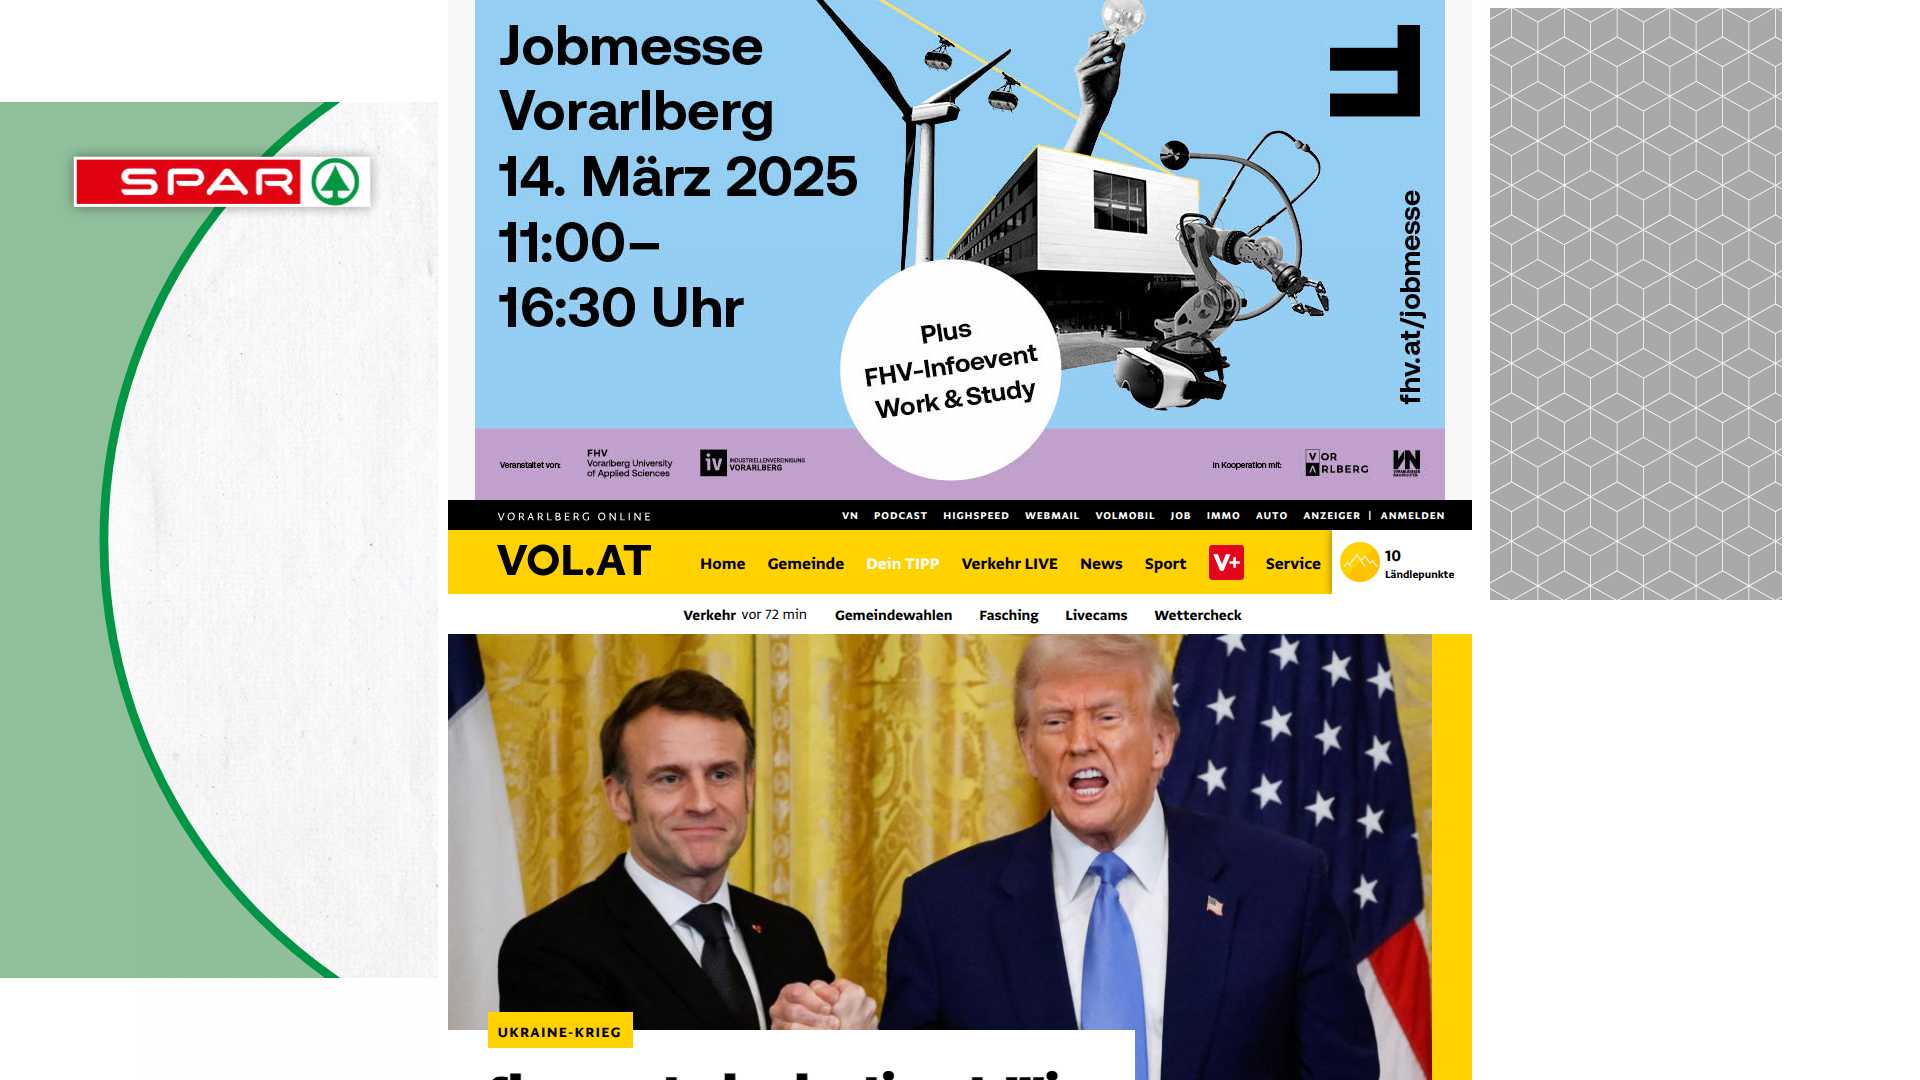 SPAR
Jobmesse
Vorarlberg
14. März 2025
11:00–
16:30 Uhr
Plus
FHV-Infoevent
Work & Study
fhv.at/jobmesse
Veranstaltet von:
FHV
Vorarlberg University
of Applied Sciences
iv
INDUSTRIELLENVEREINIGUNG
VORARLBERG
In Kooperation mit:
VOR
ARLBERG
VN
VORARLBERG ONLINE
VN PODCAST HIGHSPEED WEBMAIL VOLMOBIL JOB IMMO AUTO ANZEIGER | ANMELDEN
VOL.AT
Home Gemeinde Dein TIPP Verkehr LIVE News Sport V+ Service
10
Ländlepunkte
Verkehr vor 72 min Gemeindewahlen Fasching Livecams Wettercheck
UKRAINE-KRIEG